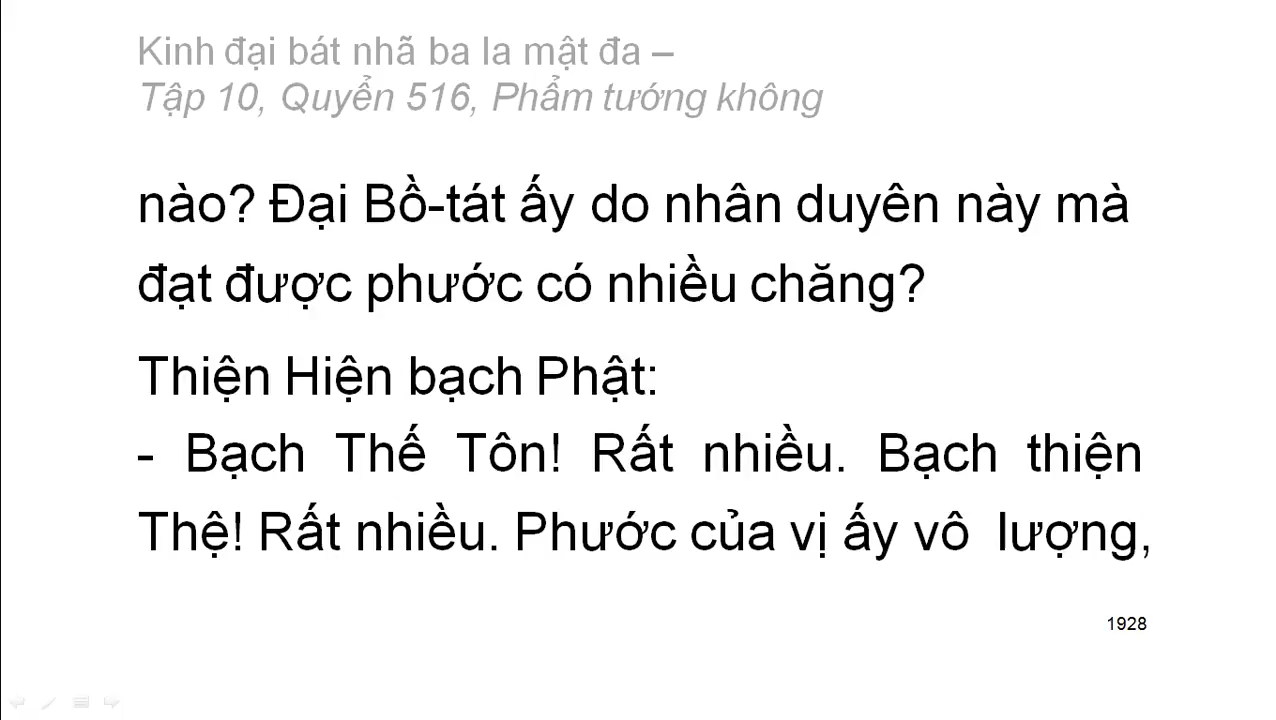 Kinh đại bát nhã ba la mật đa –
Tập 10, Quyển 516, Phẩm tướng không
nào? Đại Bồ-tát ấy do nhân duyên này mà
đạt được phước có nhiều chăng?
Thiện Hiện bạch Phật:
- Bạch Thế Tôn! Rất nhiều. Bạch thiện
Thệ! Rất nhiều. Phước của vị ấy vô lượng,
1928